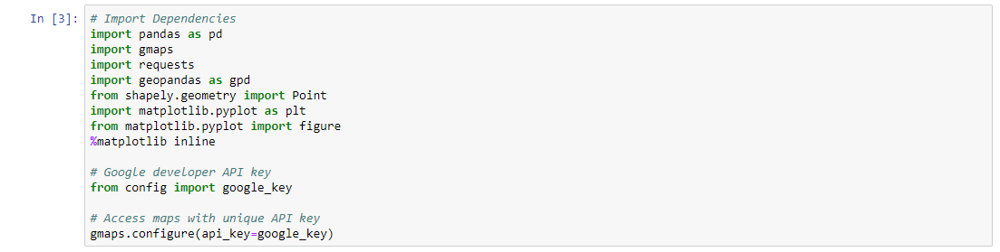 In [3]: # Import Dependencies
import pandas as pd
import gmaps
import requests
import geopandas as gpd
from shapely.geometry import Point
import matplotlib.pyplot as plt
from matplotlib.pyplot import figure
%matplotlib inline
# Google developer API key
from config import google_key
# Access maps with unique API key
gmaps.configure(api_key=google_key)